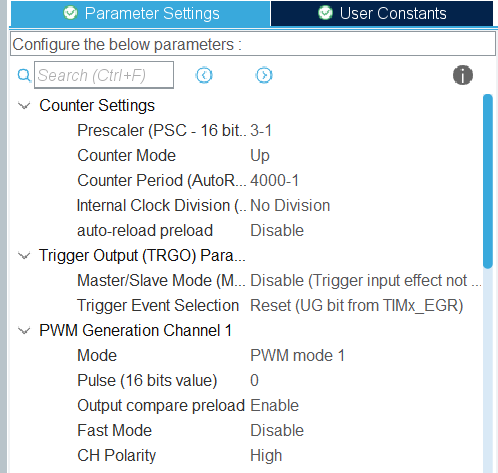 Parameter Settings User Constants
Configure the below parameters :
Search (Ctrl+F)
Counter Settings
Prescaler (PSC - 16 bit.. 3-1
Counter Mode Up
Counter Period (AutoR... 4000-1
Internal Clock Division (.. No Division
auto-reload preload Disable
Trigger Output (TRGO) Para...
Master/Slave Mode (M... Disable (Trigger input effect not ...
Trigger Event Selection Reset (UG bit from TIMx_EGR)
PWM Generation Channel 1
Mode PWM mode 1
Pulse (16 bits value) 0
Output compare preload Enable
Fast Mode Disable
CH Polarity High